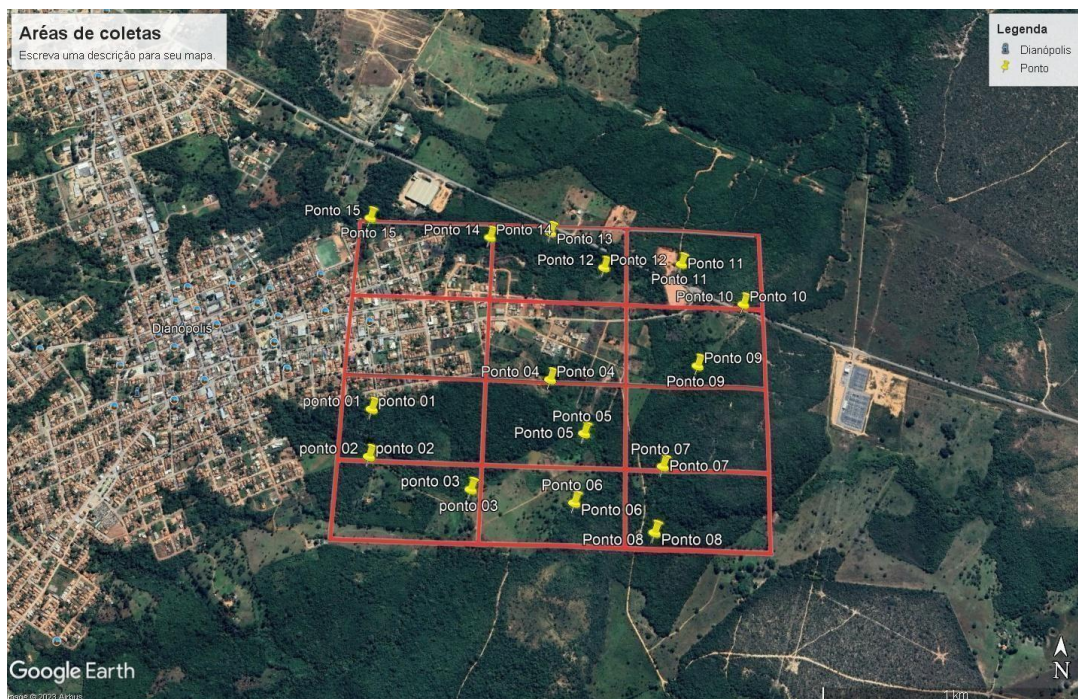 Aréas de coletas
Escreva uma descrição para seu mapa.
Legenda
Dianópolis
Ponto
Ponto 15
Ponto 15
Ponto 14
Ponto 14
Ponto 13
Ponto 12
Ponto 12
Ponto 11
Ponto 11
Ponto 10
Ponto 10
Dianópolis
Ponto 09
Ponto 09
Ponto 04
Ponto 04
ponto 01
ponto 01
Ponto 05
Ponto 05
ponto 02
ponto 02
Ponto 07
Ponto 07
ponto 03
ponto 03
Ponto 06
Ponto 06
Ponto 08
Ponto 08
Google Earth
Image © 2023 Airbus
1 km
N